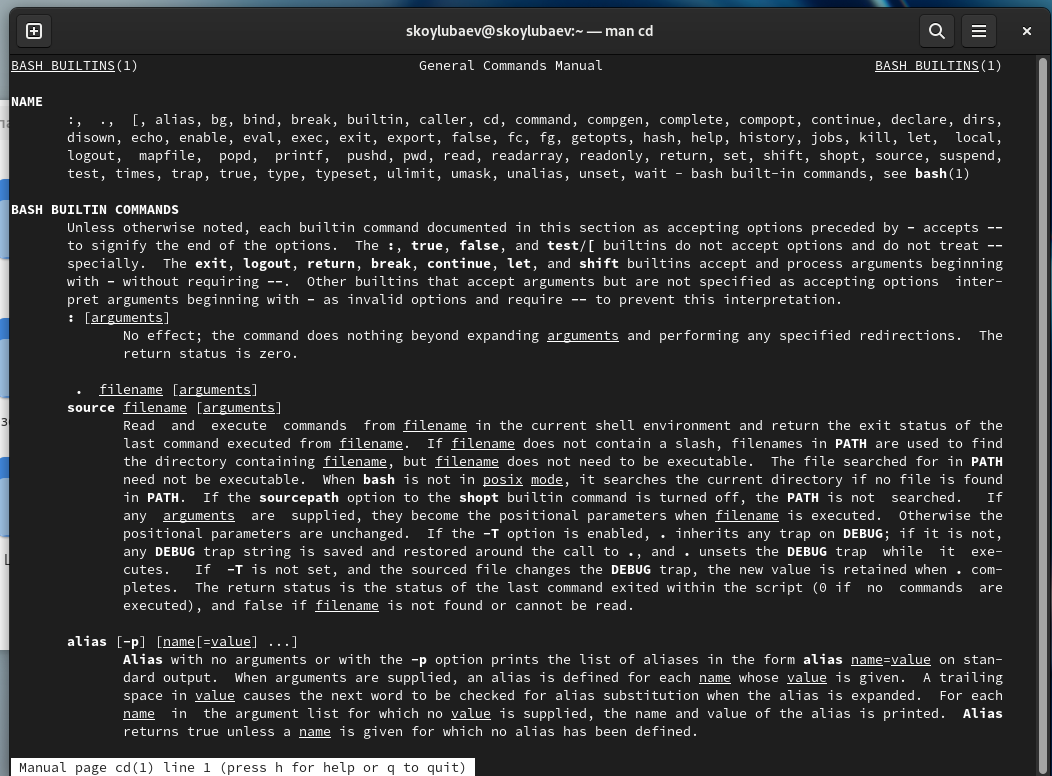 skoylubaev@skoylubaev:~ — man cd
BASH BUILTINS(1) General Commands Manual BASH BUILTINS(1)
NAME
:, ., [, alias, bg, bind, break, builtin, caller, cd, command, compgen, complete, compopt, continue, declare, dirs,
disown, echo, enable, eval, exec, exit, export, false, fc, fg, getopts, hash, help, history, jobs, kill, let, local,
logout, mapfile, popd, printf, pushd, pwd, read, readarray, readonly, return, set, shift, shopt, source, suspend,
test, times, trap, true, type, typeset, ulimit, umask, unalias, unset, wait - bash built-in commands, see bash(1)
BASH BUILTIN COMMANDS
Unless otherwise noted, each builtin command documented in this section as accepting options preceded by - accepts --
to signify the end of the options. The :, true, false, and test/[ builtins do not accept options and do not treat --
specially. The exit, logout, return, break, continue, let, and shift builtins accept and process arguments beginning
with - without requiring --. Other builtins that accept arguments but are not specified as accepting options inter-
pret arguments beginning with - as invalid options and require -- to prevent this interpretation.
: [arguments]
No effect; the command does nothing beyond expanding arguments and performing any specified redirections. The
return status is zero.
. filename [arguments]
source filename [arguments]
Read and execute commands from filename in the current shell environment and return the exit status of the
last command executed from filename. If filename does not contain a slash, filenames in PATH are used to find
the directory containing filename, but filename does not need to be executable. The file searched for in PATH
need not be executable. When bash is not in posix mode, it searches the current directory if no file is found
in PATH. If the sourcepath option to the shopt builtin command is turned off, the PATH is not searched. If
any arguments are supplied, they become the positional parameters when filename is executed. Otherwise the
positional parameters are unchanged. If the -T option is enabled, . inherits any trap on DEBUG; if it is not,
any DEBUG trap string is saved and restored around the call to ., and . unsets the DEBUG trap while it exe-
cutes. If -T is not set, and the sourced file changes the DEBUG trap, the new value is retained when . com-
pletes. The return status is the status of the last command exited within the script (0 if no commands are
executed), and false if filename is not found or cannot be read.
alias [-p] [name[=value] ...]
Alias with no arguments or with the -p option prints the list of aliases in the form alias name=value on stan-
dard output. When arguments are supplied, an alias is defined for each name whose value is given. A trailing
space in value causes the next word to be checked for alias substitution when the alias is expanded. For each
name in the argument list for which no value is supplied, the name and value of the alias is printed. Alias
returns true unless a name is given for which no alias has been defined.
Manual page cd(1) line 1 (press h for help or q to quit)